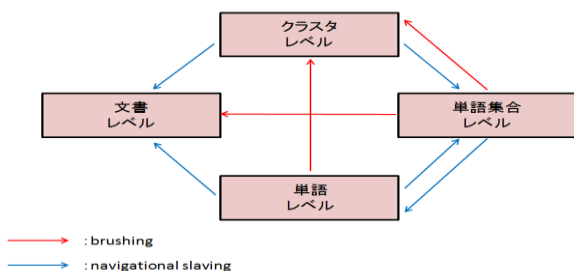 クラスタ
レベル
文書
レベル
単語集合
レベル
単語
レベル
: brushing
: navigational slaving